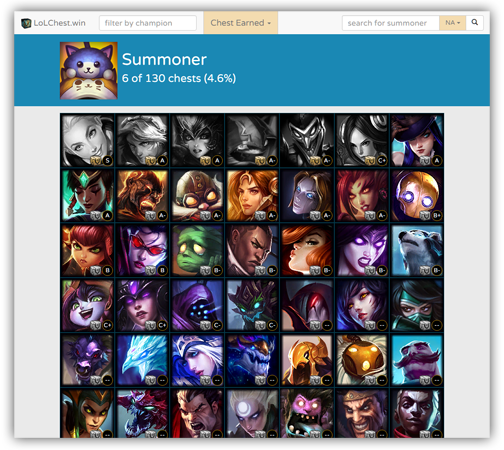 LoLChest.win filter by champion Chest Earned search for summoner NA
Summoner
6 of 130 chests (4.6%)
S A A A- A- C+ A
A A- A- A- A- A- B+
B B B- B- B- B- B-
C+ C+ C- C- -- -- --
-- -- -- -- -- -- --
-- -- -- -- -- -- --